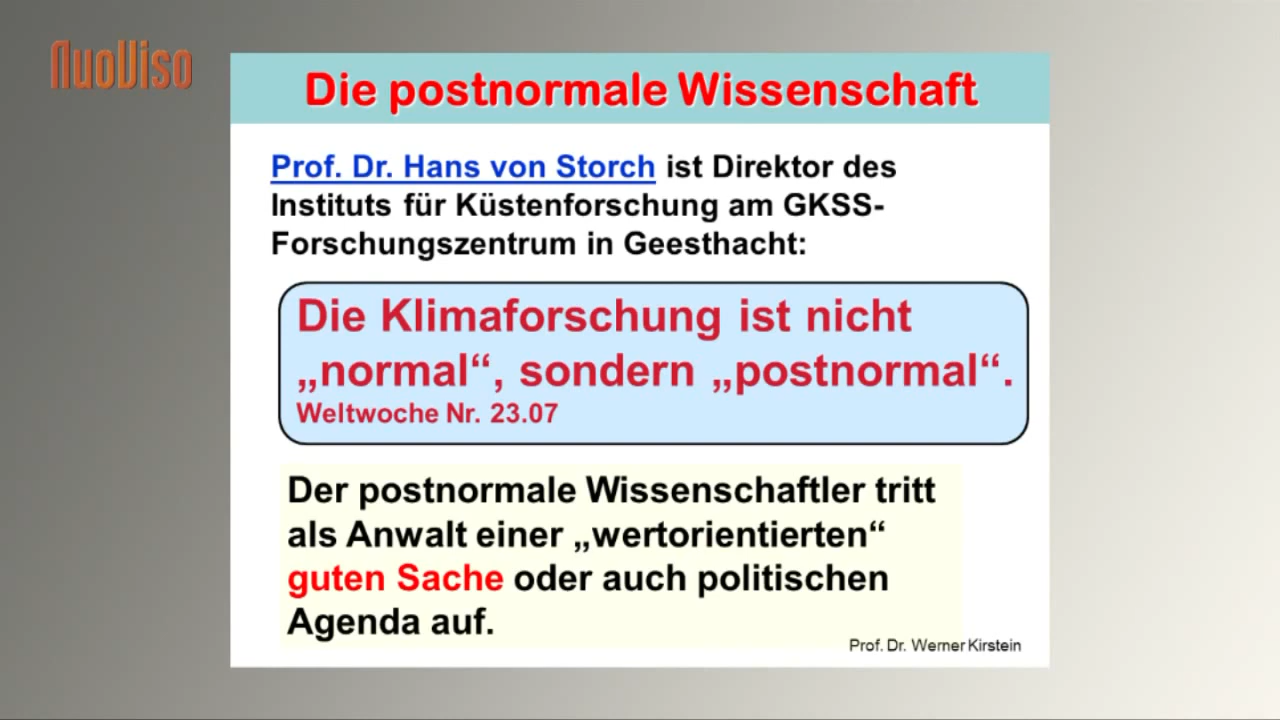 NuoViso
Die postnormale Wissenschaft
Prof. Dr. Hans von Storch ist Direktor des
Instituts für Küstenforschung am GKSS-
Forschungszentrum in Geesthacht:
Die Klimaforschung ist nicht
„normal“, sondern „postnormal“.
Weltwoche Nr. 23.07
Der postnormale Wissenschaftler tritt
als Anwalt einer „wertorientierten“
guten Sache oder auch politischen
Agenda auf.
Prof. Dr. Werner Kirstein